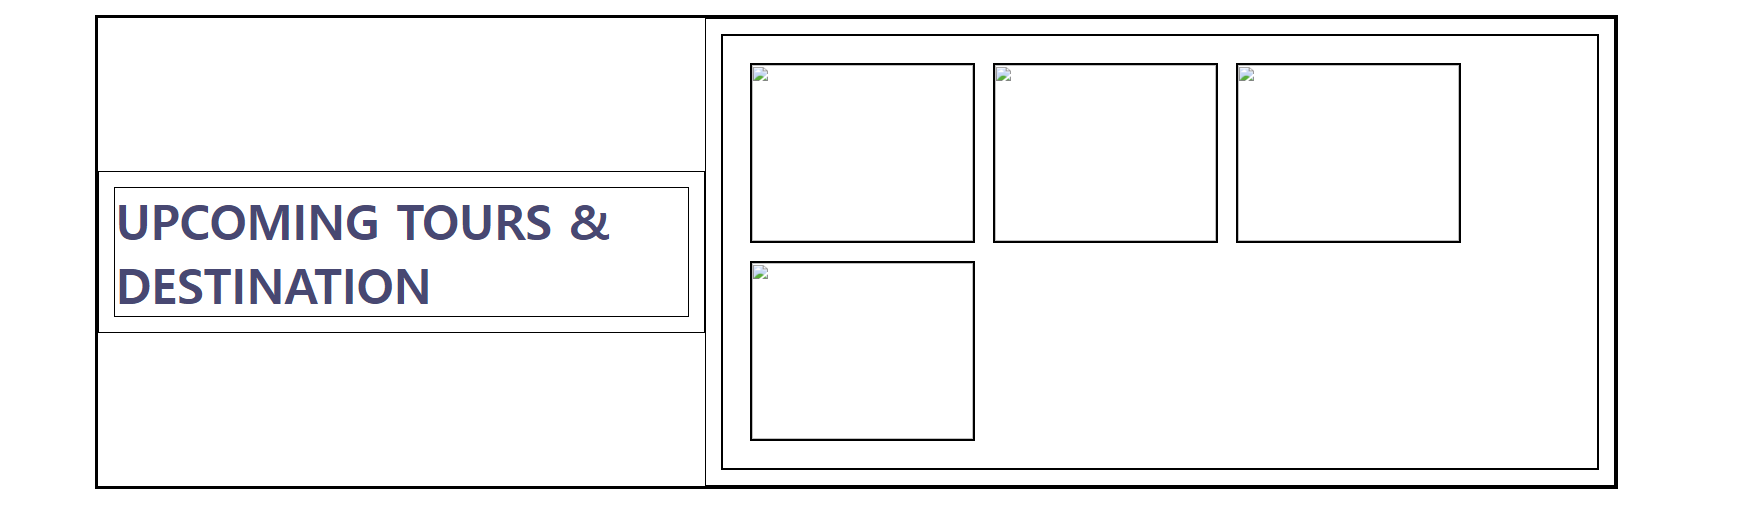 UPCOMING TOURS &
DESTINATION